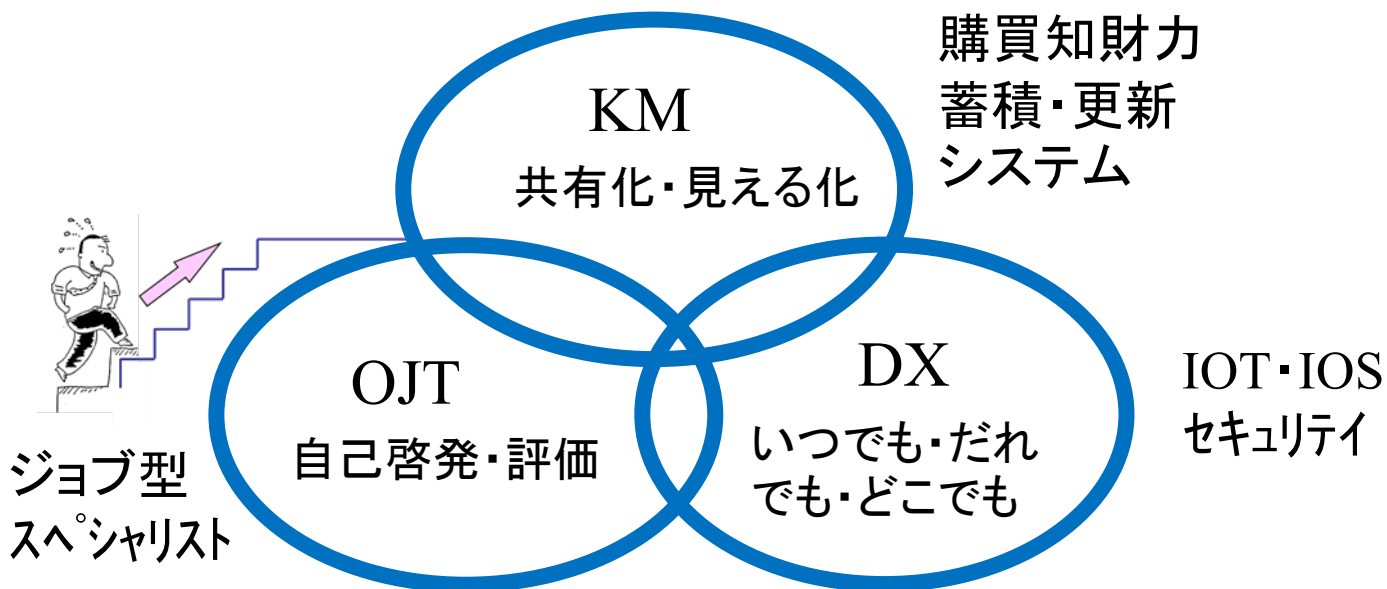 KM
共有化・見える化
購買知財力
蓄積・更新
システム
OJT
自己啓発・評価
DX
いつでも・だれ
でも・どこでも
IOT・IOS
セキュリテイ
ジョブ型
スペシャリスト